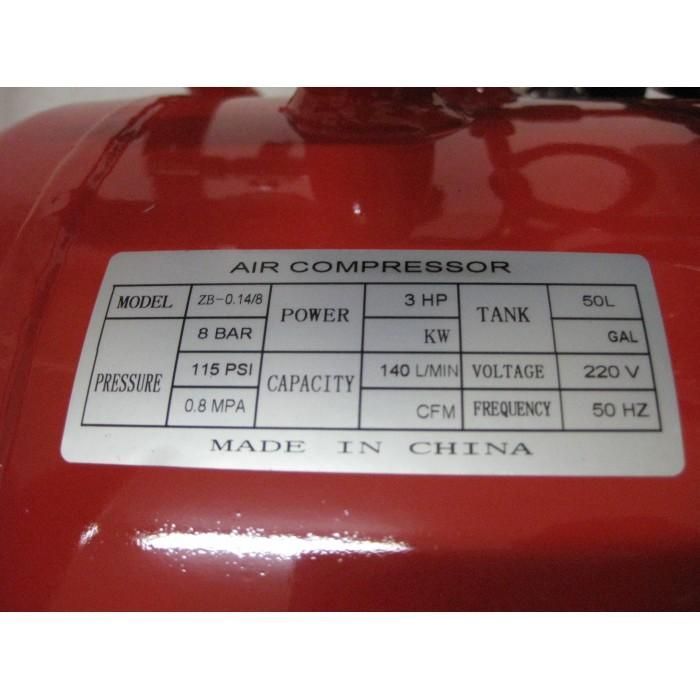 AIR COMPRESSOR
MODEL ZB-0.14/8 POWER 3 HP TANK 50L
PRESSURE 8 BAR KW GAL
115 PSI CAPACITY 140 L/MIN VOLTAGE 220 V
0.8 MPA CFM FREQUENCY 50 HZ
MADE IN CHINA